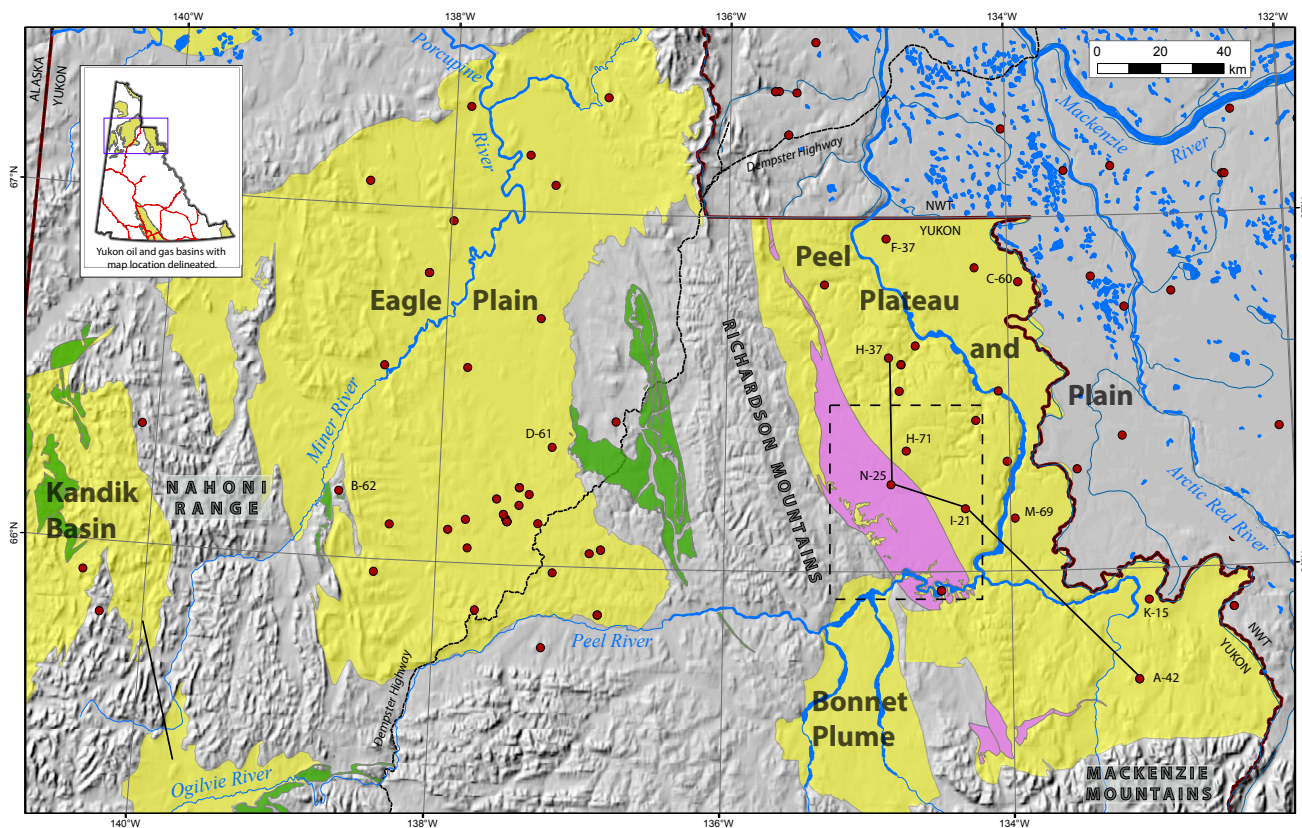 140°W
138°W
136°W
134°W
132°W
0 20 40
km
ALASKA
YUKON
Porcupine
River
Mackenzie
River
Dempster Highway
Yukon oil and gas basins with
map location delineated.
67°N
NWT
YUKON
F-37
Peel
Plateau
and
Plain
C-60
Eagle Plain
H-37
RICHARDSON MOUNTAINS
Miner River
D-61
H-71
N-25
B-62
I-21
M-69
Arctic Red River
Kandik
Basin
NAHONI
RANGE
66°N
Peel River
K-15
NWT
YUKON
A-42
Dempster Highway
Bonnet
Plume
Ogilvie River
MACKENZIE
MOUNTAINS
140°W
138°W
136°W
134°W